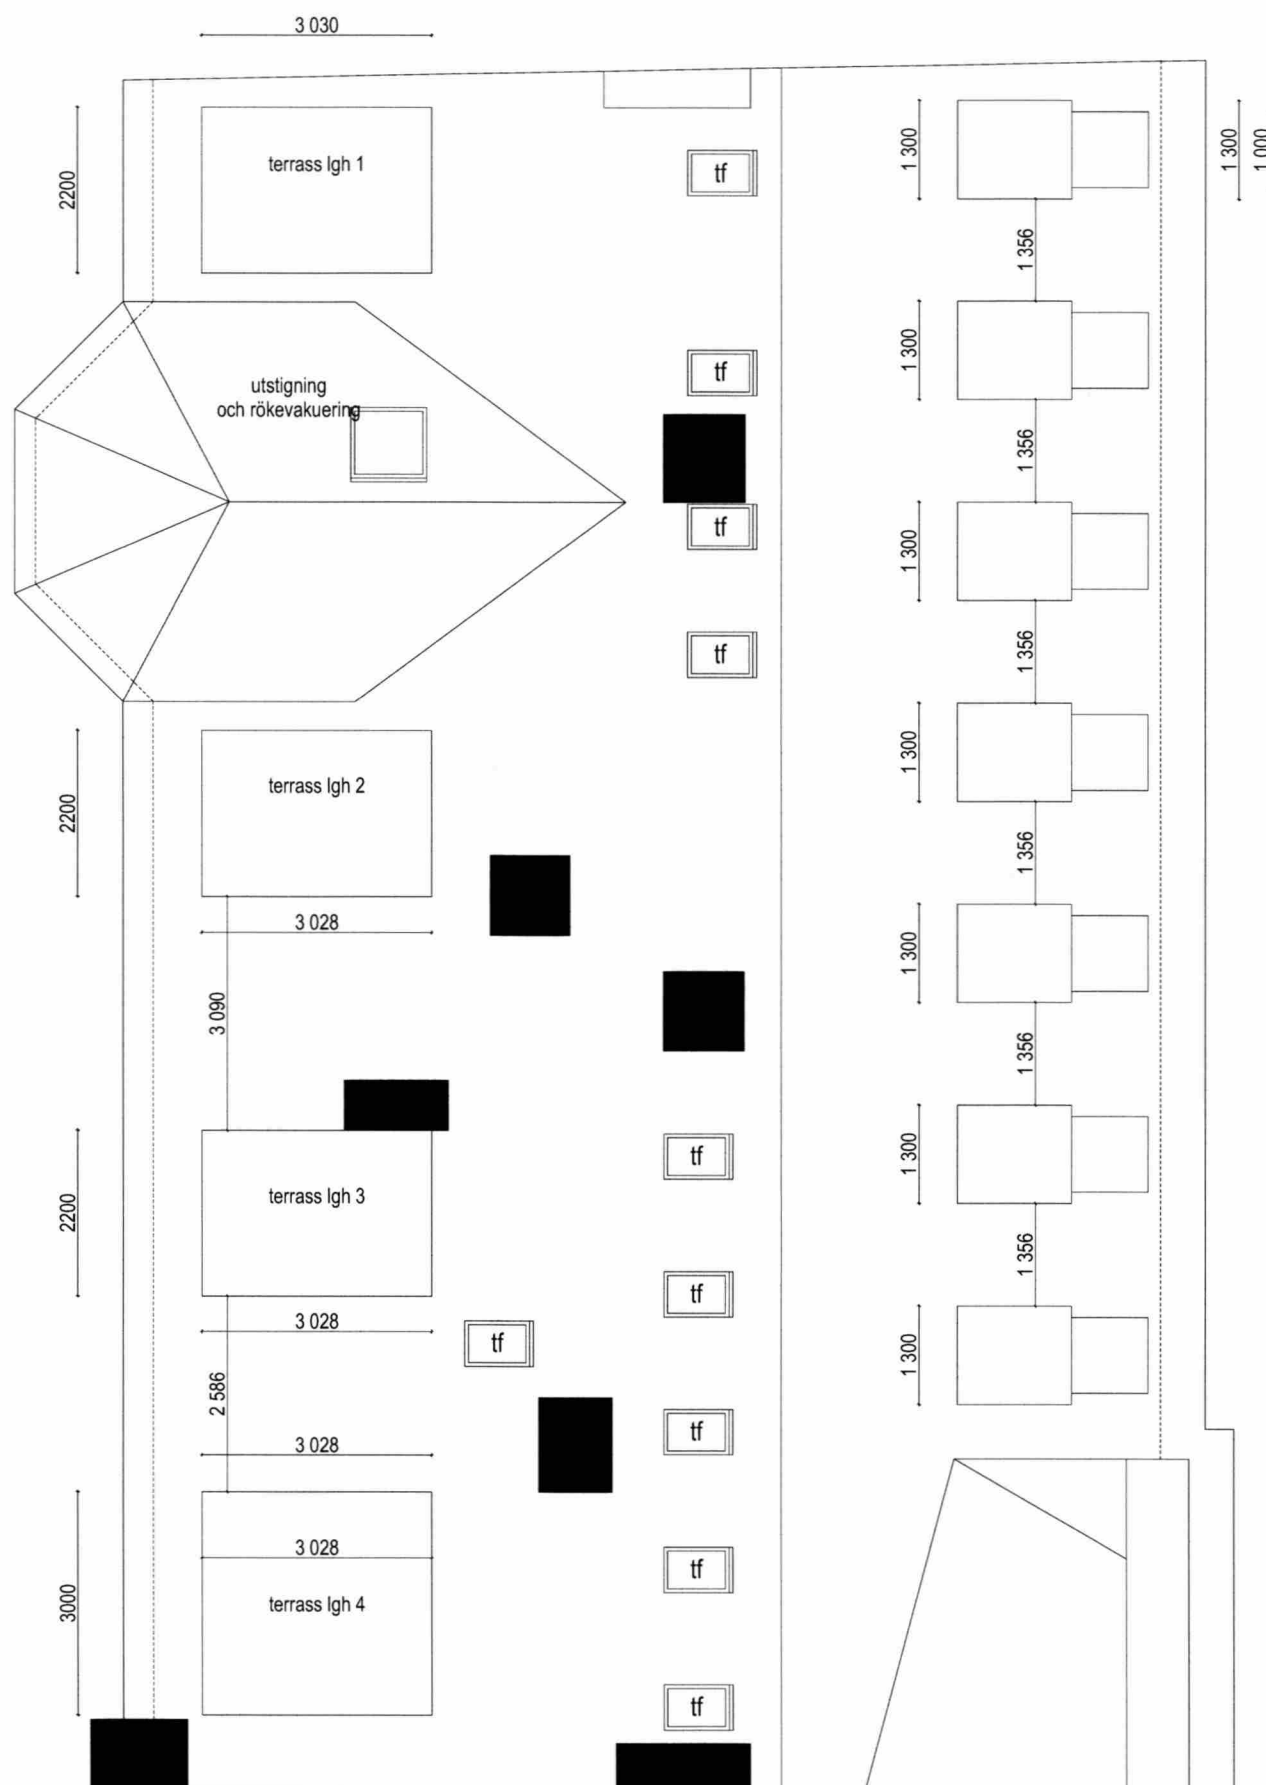 3 030
terrass lgh 1
2200
tf
1 300
1 300
1 000
1 356
utstigning
och rökevakuering
tf
1 300
1 356
tf
1 300
1 356
tf
terrass lgh 2
2200
1 300
1 356
3 028
1 300
3 090
1 356
tf
1 300
terrass lgh 3
2200
1 356
tf
3 028
tf
1 300
2 586
tf
3 028
3 028
tf
terrass lgh 4
3000
tf